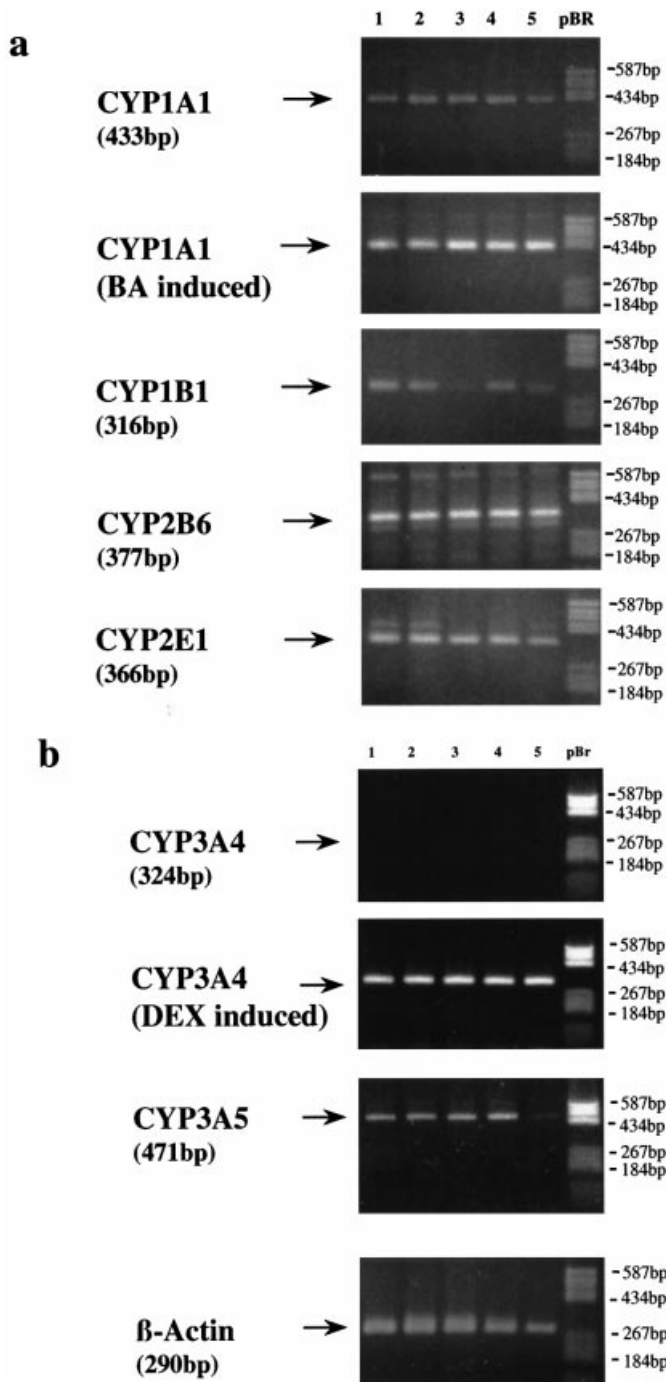 a
1 2 3 4 5 pBR
CYP1A1
(433bp)
-587bp
-434bp
-267bp
-184bp
CYP1A1
(BA induced)
-587bp
-434bp
-267bp
-184bp
CYP1B1
(316bp)
-587bp
-434bp
-267bp
-184bp
CYP2B6
(377bp)
-587bp
-434bp
-267bp
-184bp
CYP2E1
(366bp)
-587bp
-434bp
-267bp
-184bp
b
1 2 3 4 5 pBr
CYP3A4
(324bp)
-587bp
-434bp
-267bp
-184bp
CYP3A4
(DEX induced)
-587bp
-434bp
-267bp
-184bp
CYP3A5
(471bp)
-587bp
-434bp
-267bp
-184bp
ß-Actin
(290bp)
-587bp
-434bp
-267bp
-184bp